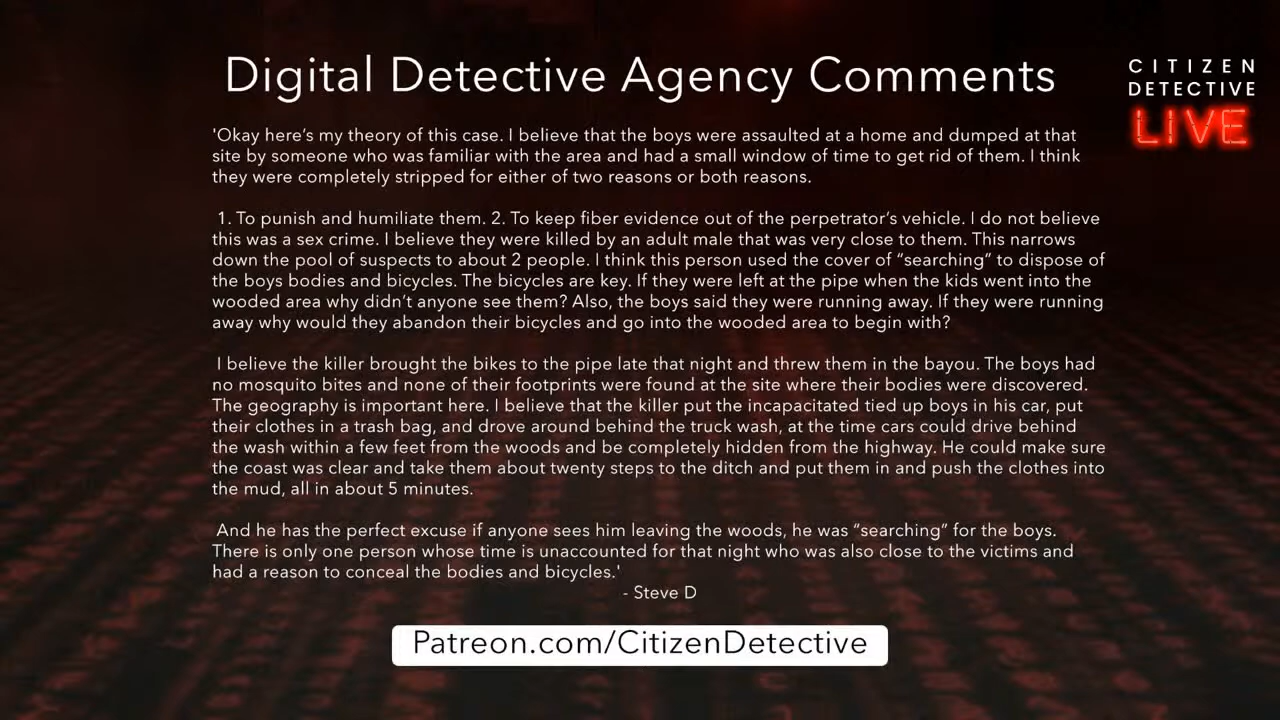 Digital Detective Agency Comments
CITIZEN
DETECTIVE
LIVE
'Okay here's my theory of this case. I believe that the boys were assaulted at a home and dumped at that
site by someone who was familiar with the area and had a small window of time to get rid of them. I think
they were completely stripped for either of two reasons or both reasons.
1. To punish and humiliate them. 2. To keep fiber evidence out of the perpetrator's vehicle. I do not believe
this was a sex crime. I believe they were killed by an adult male that was very close to them. This narrows
down the pool of suspects to about 2 people. I think this person used the cover of “searching” to dispose of
the boys bodies and bicycles. The bicycles are key. If they were left at the pipe when the kids went into the
wooded area why didn't anyone see them? Also, the boys said they were running away. If they were running
away why would they abandon their bicycles and go into the wooded area to begin with?
I believe the killer brought the bikes to the pipe late that night and threw them in the bayou. The boys had
no mosquito bites and none of their footprints were found at the site where their bodies were discovered.
The geography is important here. I believe that the killer put the incapacitated tied up boys in his car, put
their clothes in a trash bag, and drove around behind the truck wash, at the time cars could drive behind
the wash within a few feet from the woods and be completely hidden from the highway. He could make sure
the coast was clear and take them about twenty steps to the ditch and put them in and push the clothes into
the mud, all in about 5 minutes.
And he has the perfect excuse if anyone sees him leaving the woods, he was “searching” for the boys.
There is only one person whose time is unaccounted for that night who was also close to the victims and
had a reason to conceal the bodies and bicycles.'
- Steve D
Patreon.com/CitizenDetective